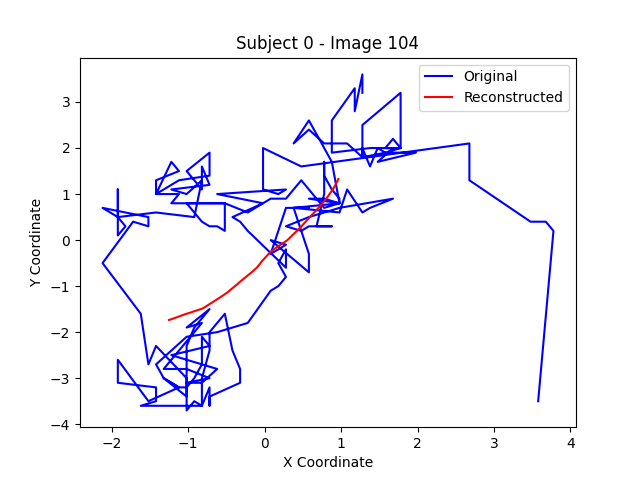 Subject 0 - Image 104
Original
Reconstructed
Y Coordinate
3
2
1
0
−1
−2
−3
−4
−2 −1 0 1 2 3 4
X Coordinate